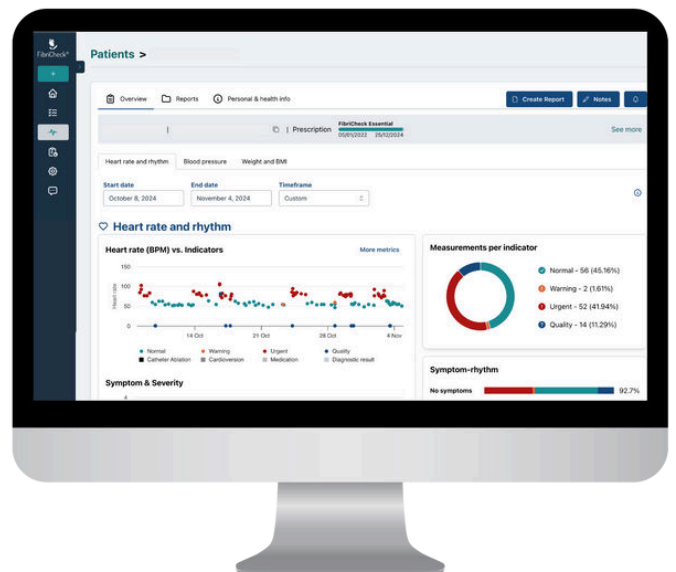 FibriCheck®
Patients >
Overview Reports Personal & health info
Create Report Notes
| | Prescription
FibriCheck Essential
05/01/2022 25/12/2024
See more
Heart rate and rhythm Blood pressure Weight and BMI
Start date End date Timeframe
October 8, 2024 November 4, 2024 Custom
Heart rate and rhythm
Heart rate (BPM) vs. Indicators More metrics
Heart rate
150
100
50
0
14 Oct 21 Oct 28 Oct 4 Nov
Normal Warning Urgent Quality
Catheter Ablation Cardioversion Medication Diagnostic result
Symptom & Severity
4
Measurements per indicator
Normal - 56 (45.16%)
Warning - 2 (1.61%)
Urgent - 52 (41.94%)
Quality - 14 (11.29%)
Symptom-rhythm
No symptoms 92.7%